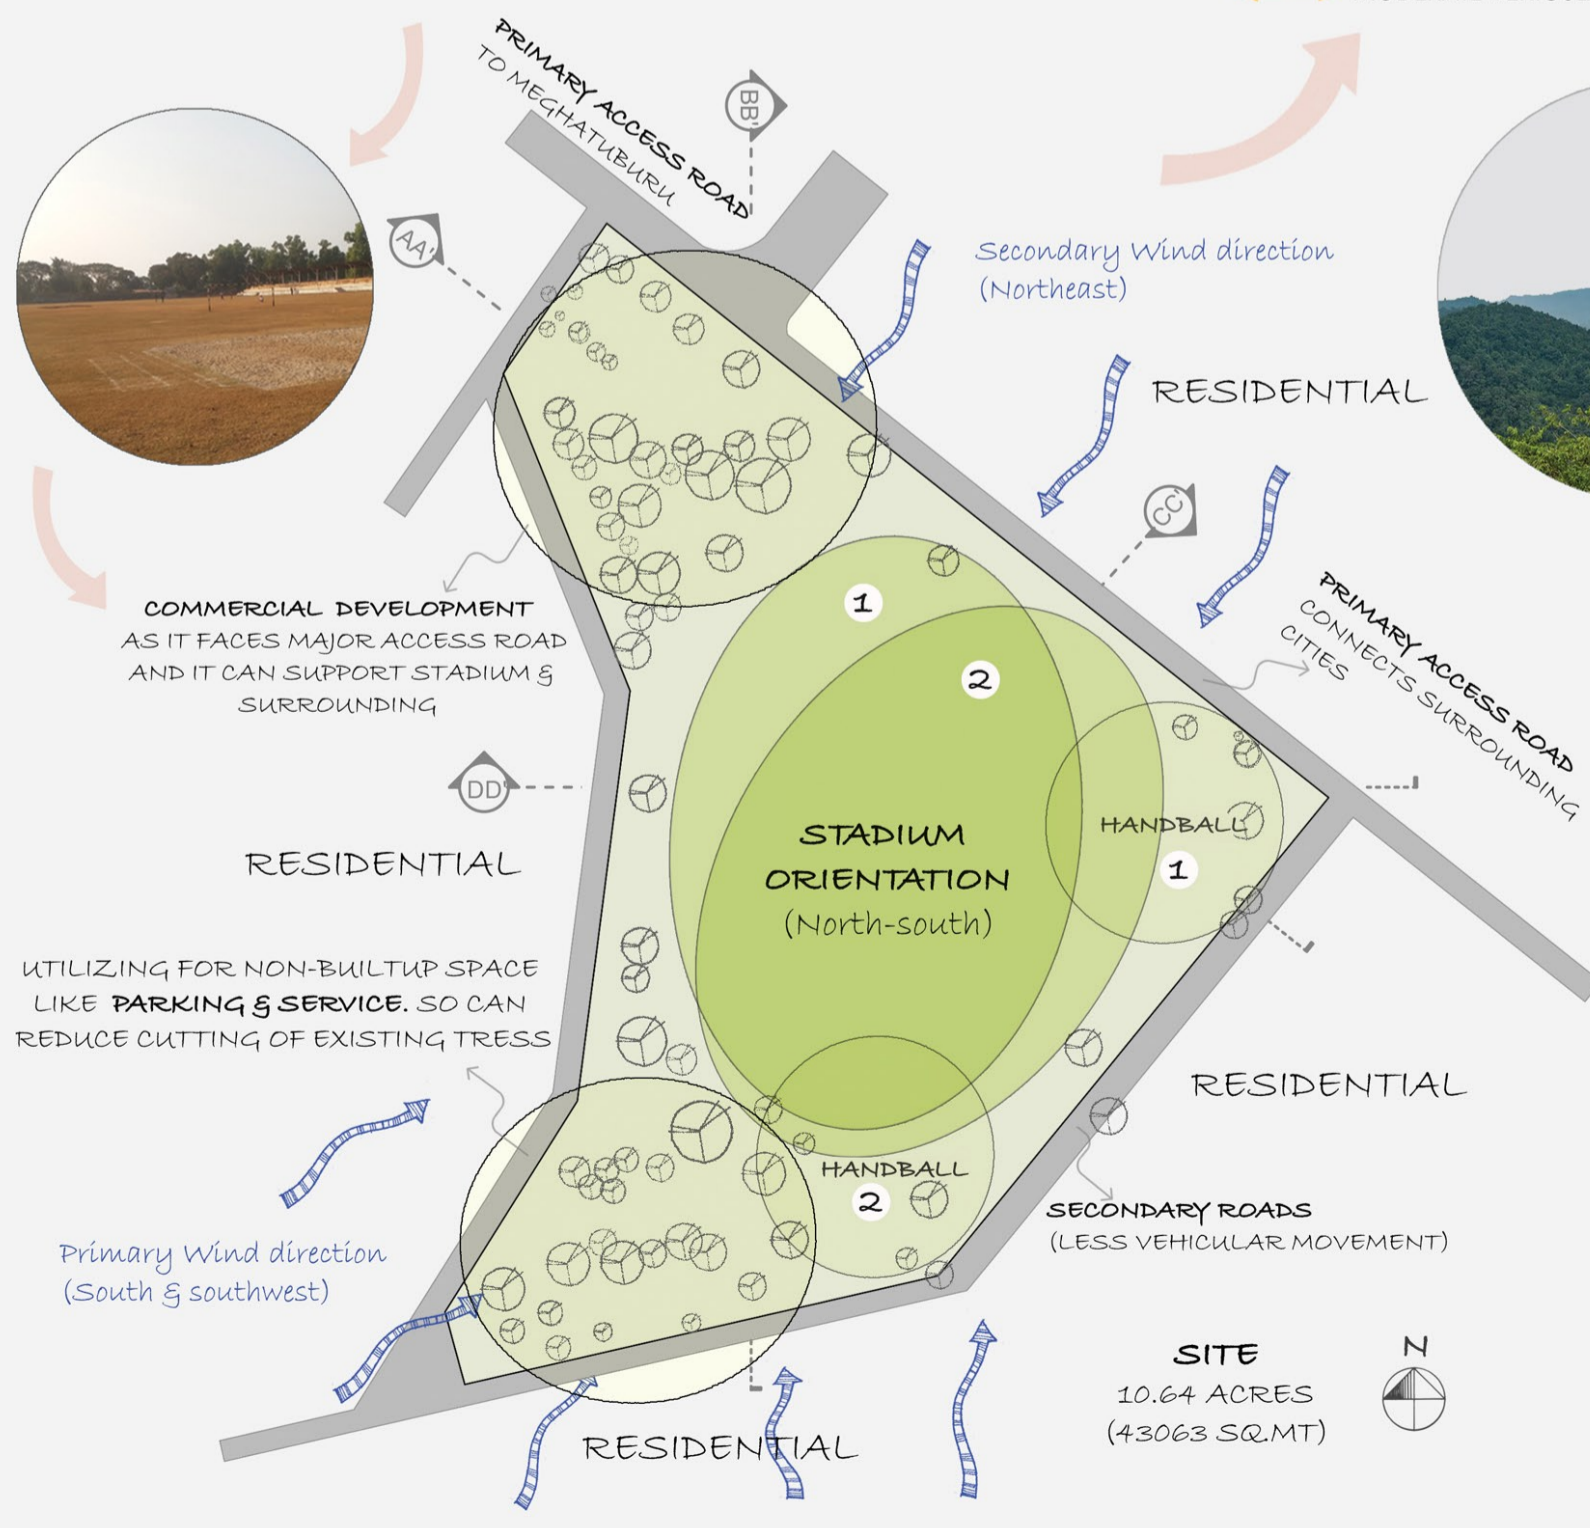 PRIMARY ACCESS ROAD
TO MEGHATUBURU
BB'
AA'
Secondary Wind direction
(Northeast)
RESIDENTIAL
CC'
COMMERCIAL DEVELOPMENT
AS IT FACES MAJOR ACCESS ROAD
AND IT CAN SUPPORT STADIUM &
SURROUNDING
1
2
PRIMARY ACCESS ROAD
CONNECTS SURROUNDING
CITIES
DD'
RESIDENTIAL
STADIUM
ORIENTATION
(North-south)
HANDBALL
1
UTILIZING FOR NON-BUILTUP SPACE
LIKE PARKING & SERVICE. SO CAN
REDUCE CUTTING OF EXISTING TRESS
RESIDENTIAL
HANDBALL
2
SECONDARY ROADS
(LESS VEHICULAR MOVEMENT)
Primary Wind direction
(South & southwest)
RESIDENTIAL
SITE
10.64 ACRES
(43063 SQ.MT)
N